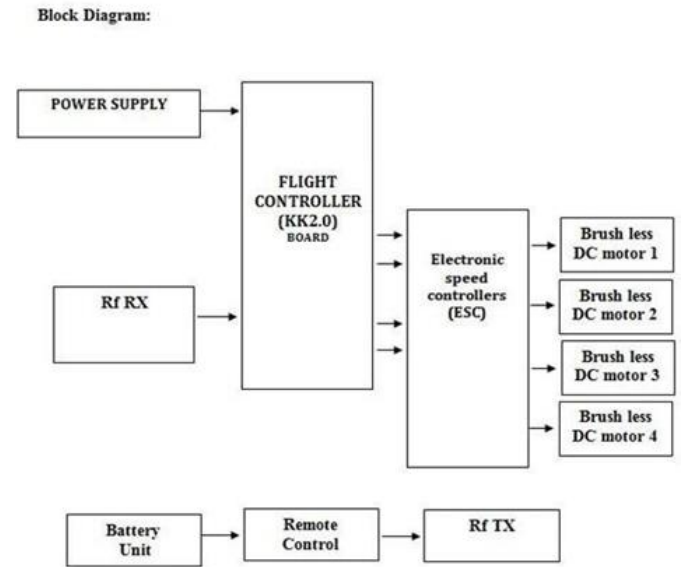 Block Diagram:
POWER SUPPLY
FLIGHT
CONTROLLER
(KK2.0)
BOARD
Rf RX
Electronic
speed
controllers
(ESC)
Brush less
DC motor 1
Brush less
DC motor 2
Brush less
DC motor 3
Brush less
DC motor 4
Battery
Unit
Remote
Control
Rf TX